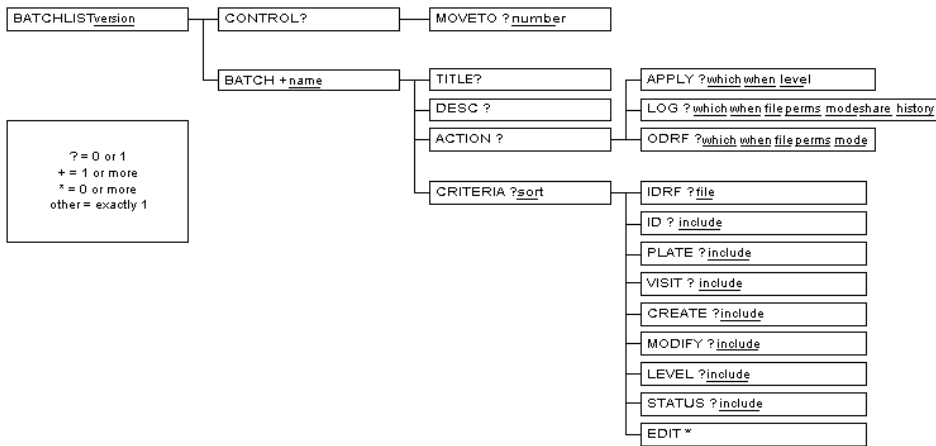 BATCHLISTversion
CONTROL?
MOVETO ?number
BATCH +name
TITLE?
APPLY ?which when level
DESC ?
LOG ?which when file perms modeshare history
ACTION ?
ODRF ?which when file perms mode
? = 0 or 1
+ = 1 or more
* = 0 or more
other = exactly 1
CRITERIA ?sort
IDRF ?file
ID ? include
PLATE ? include
VISIT ? include
CREATE ?include
MODIFY ?include
LEVEL ?include
STATUS ?include
EDIT *